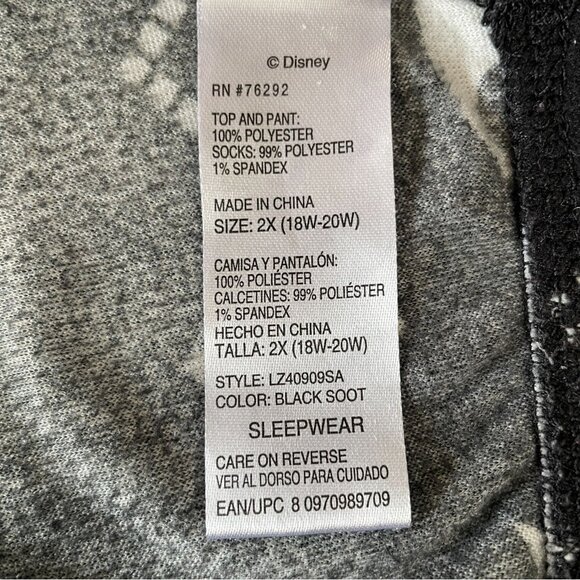 © Disney
RN #76292
TOP AND PANT:
100% POLYESTER
SOCKS: 99% POLYESTER
1% SPANDEX
MADE IN CHINA
SIZE: 2X (18W-20W)
CAMISA Y PANTALÓN:
100% POLIÉSTER
CALCETINES: 99% POLIÉSTER
1% SPANDEX
HECHO EN CHINA
TALLA: 2X (18W-20W)
STYLE: LZ40909SA
COLOR: BLACK SOOT
SLEEPWEAR
CARE ON REVERSE
VER AL DORSO PARA CUIDADO
EAN/UPC 8 0970989709